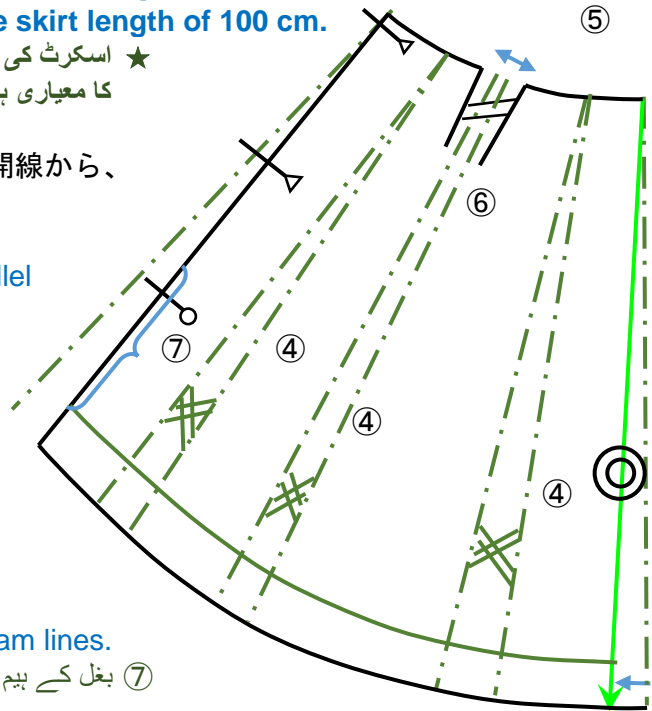 e skirt length of 100 cm.
⑤
★ اسکرٹ کی
کا معیاری ہ
開線から、
⑥
llel
⑦
④
④
④
am lines.
⑦ بغل کے ہیم